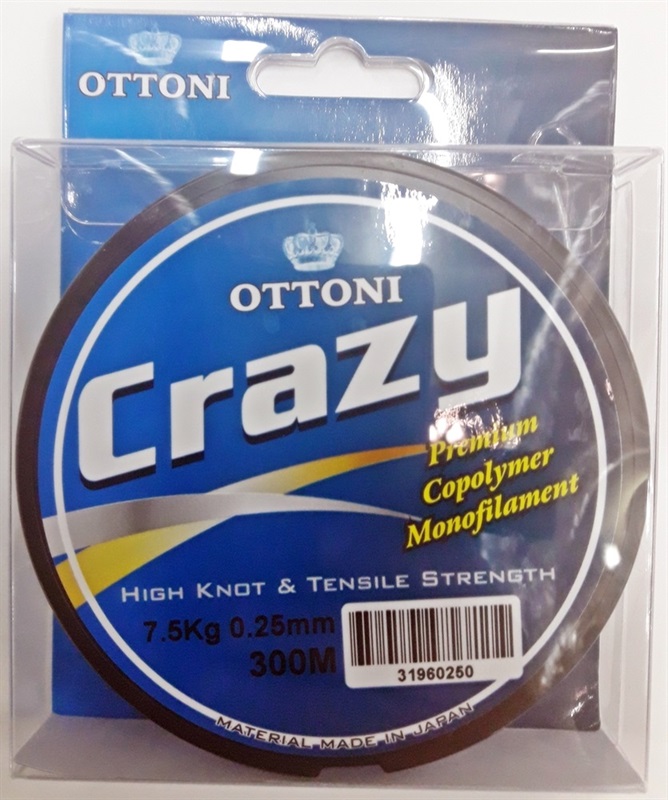 OTTONI
OTTONI
Crazy
Premium
Copolymer
Monofilament
HIGH KNOT & TENSILE STRENGTH
7.5Kg 0.25mm
300M
31960250
MATERIAL MADE IN JAPAN